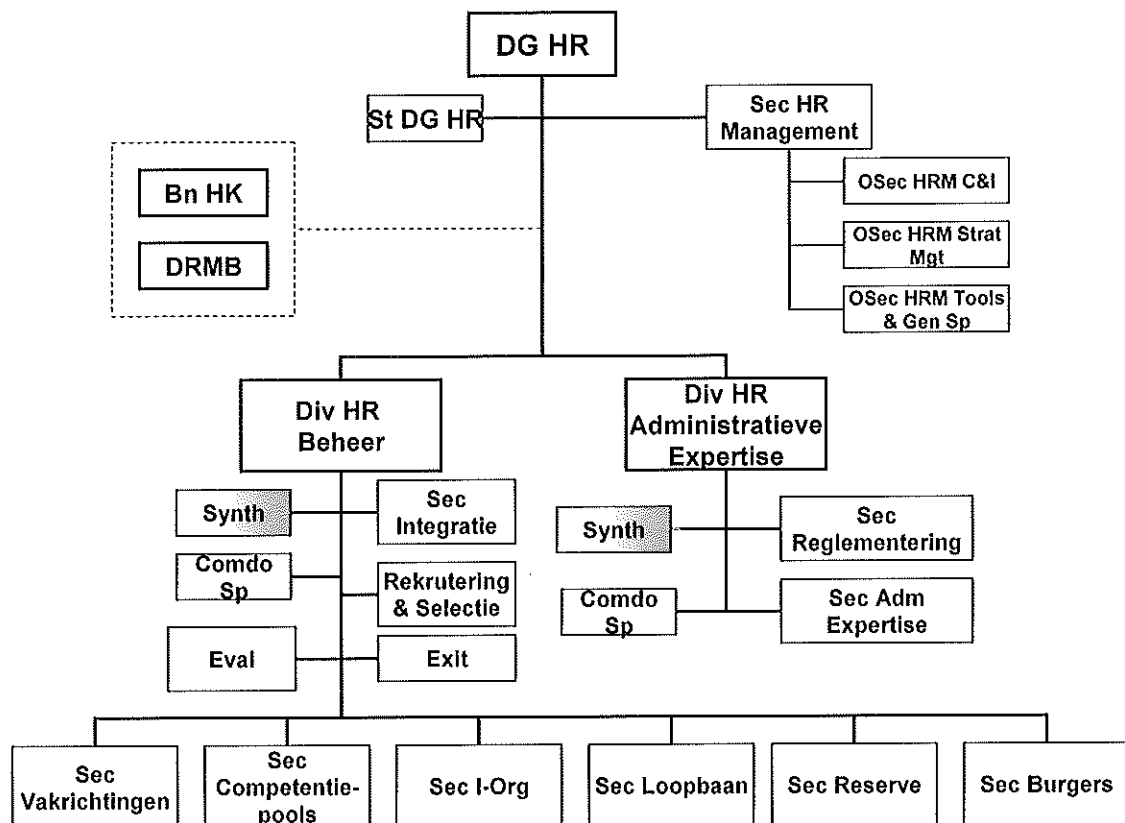 DG HR
St DG HR
Sec HR
Management
Bn HK
DRMB
OSec HRM C&I
OSec HRM Strat
Mgt
OSec HRM Tools
& Gen Sp
Div HR
Beheer
Div HR
Administratieve
Expertise
Synth
Sec
Integratie
Comdo
Sp
Rekrutering
& Selectie
Eval
Exit
Synth
Sec
Reglementering
Comdo
Sp
Sec Adm
Expertise
Sec
Vakrichtingen
Sec
Competentie-
pools
Sec I-Org
Sec Loopbaan
Sec Reserve
Sec Burgers